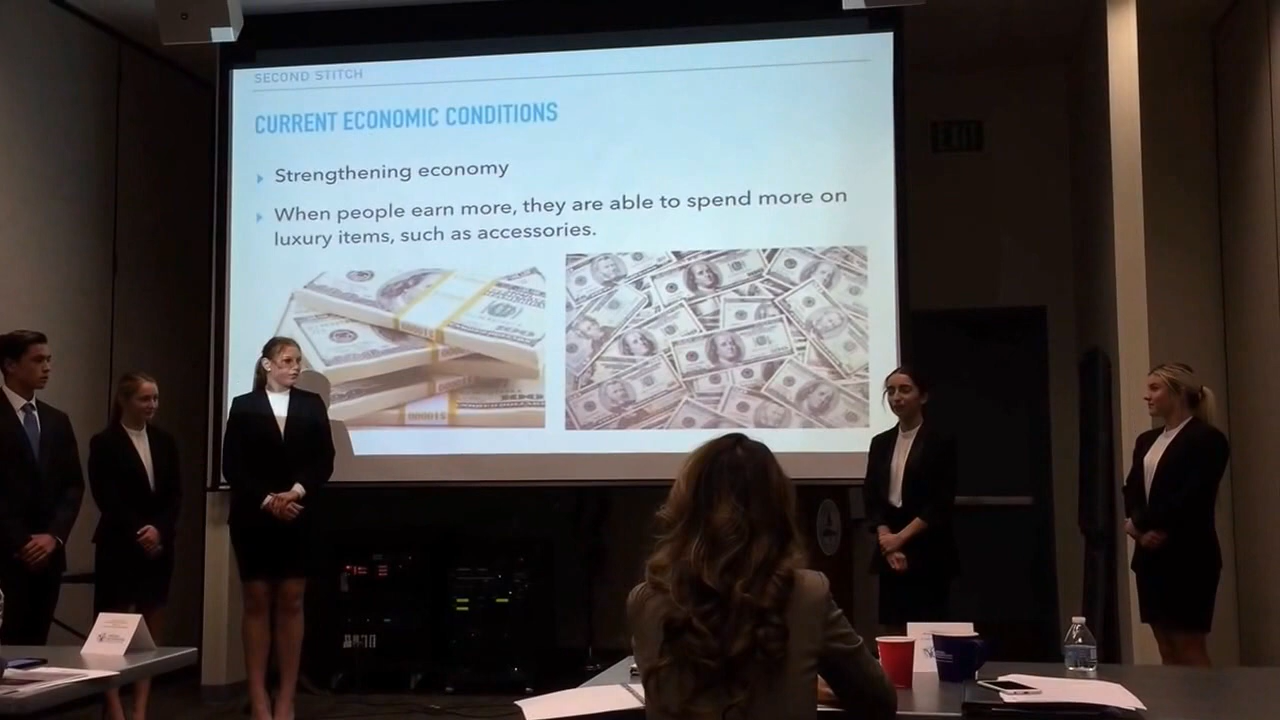 SECOND STITCH
CURRENT ECONOMIC CONDITIONS
Strengthening economy
When people earn more, they are able to spend more on
luxury items, such as accessories.
EXIT
$10000